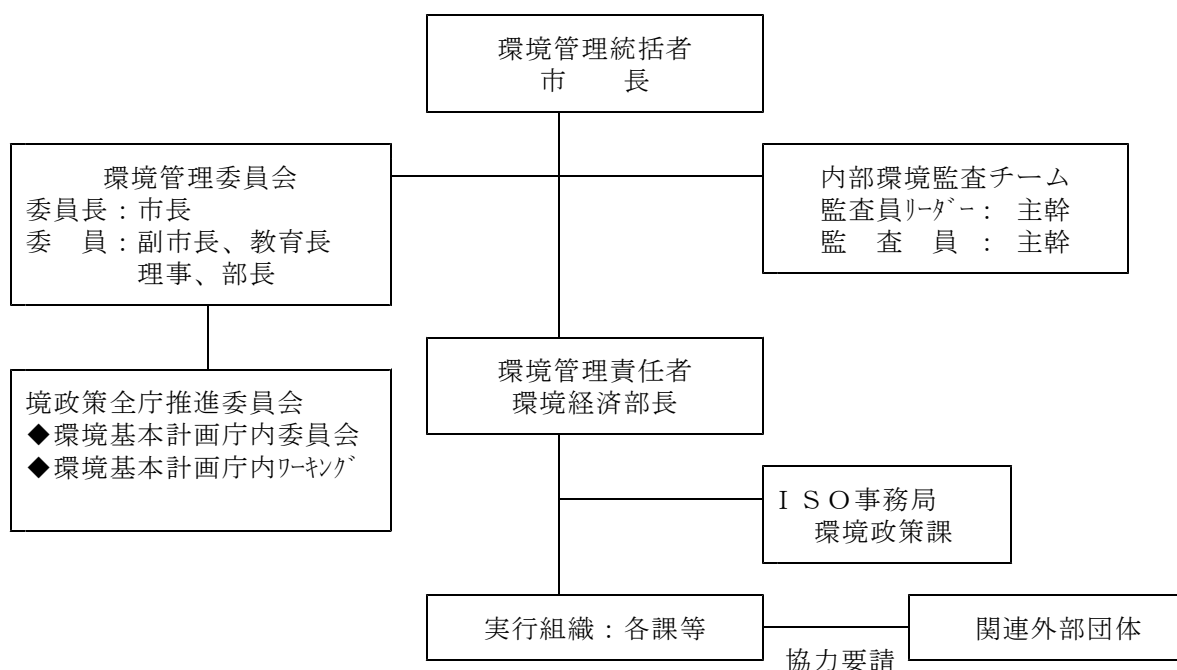 環境管理統括者
市　　長
環境管理委員会
委員長：市長
委　員：副市長、教育長
理事、部長
内部環境監査チーム
監査員ﾘｰﾀﾞｰ：　主幹
監　査　員　：　主幹
境政策全庁推進委員会
◆環境基本計画庁内委員会
◆環境基本計画庁内ﾜｰｷﾝｸﾞ
環境管理責任者
環境経済部長
ＩＳＯ事務局
環境政策課
実行組織：各課等
協力要請
関連外部団体